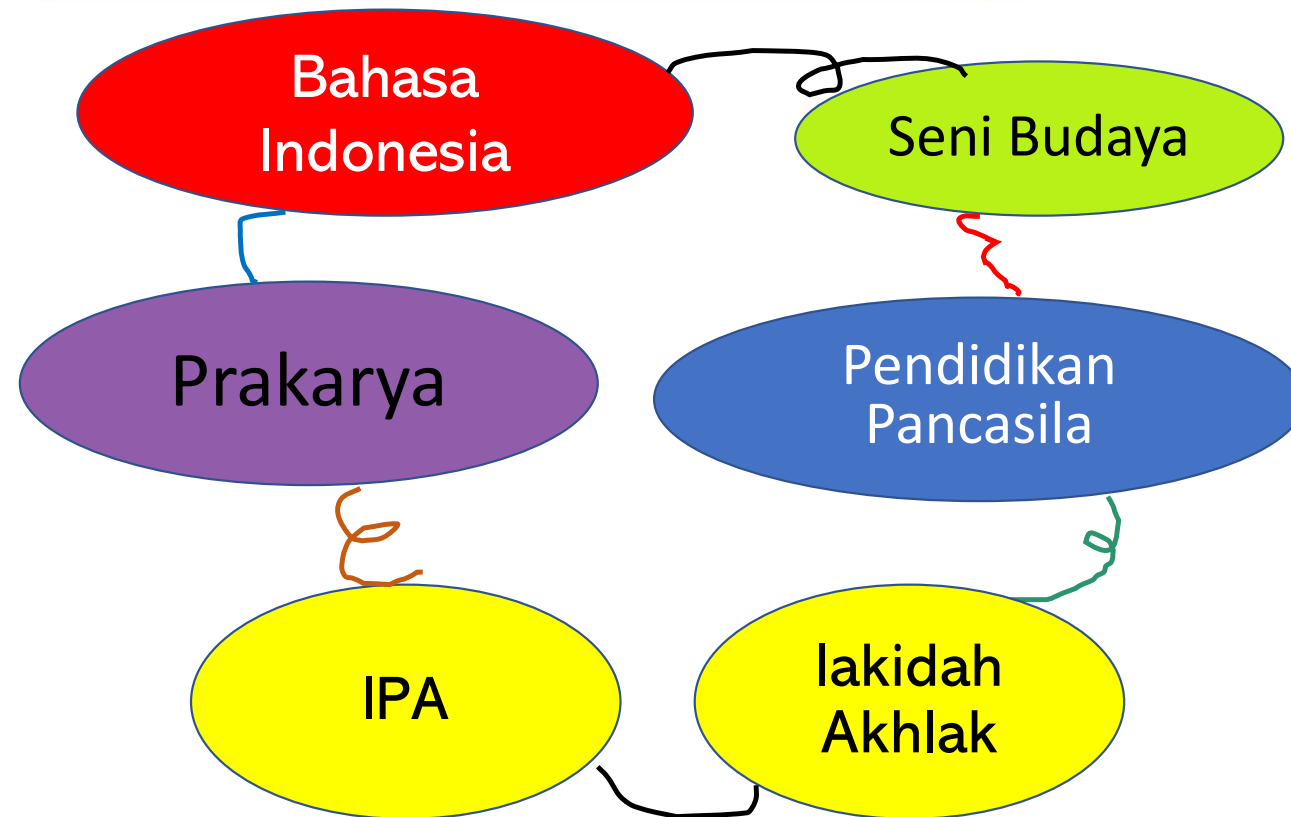 Bahasa
Indonesia
Seni Budaya
Prakarya
Pendidikan
Pancasila
IPA
lakidah
Akhlak